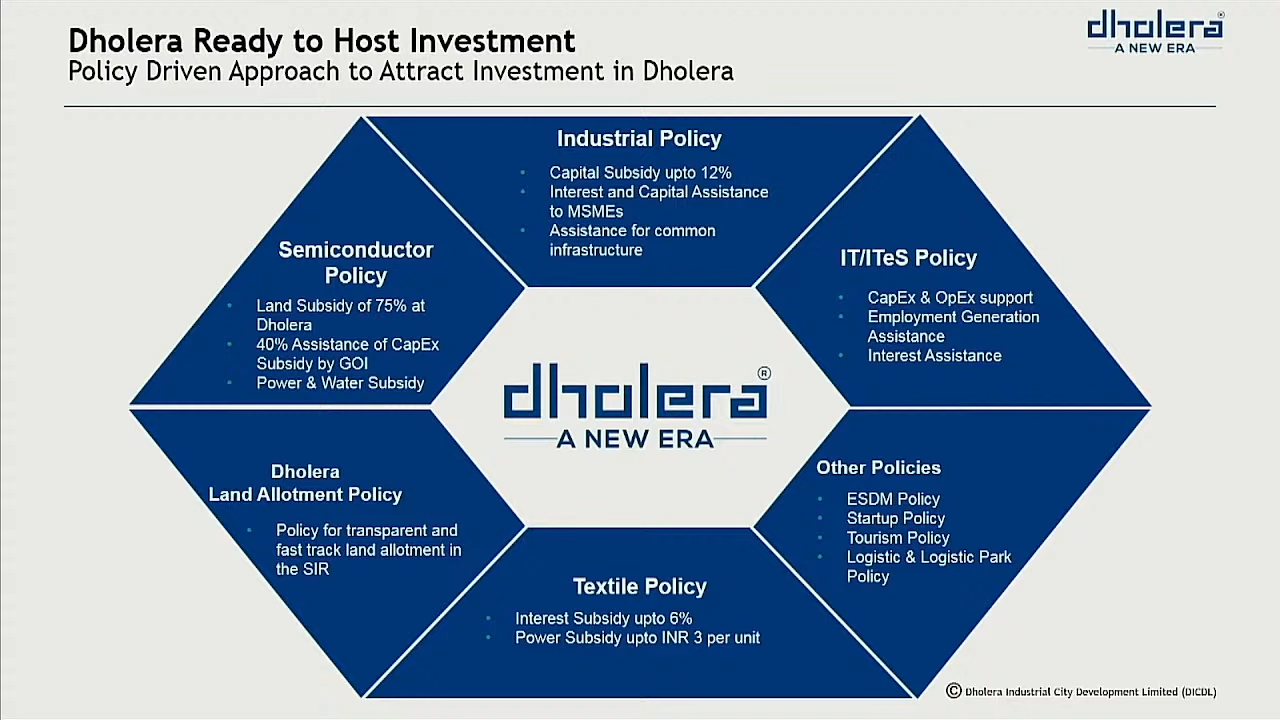 Dholera Ready to Host Investment
Policy Driven Approach to Attract Investment in Dholera
dholera®
A NEW ERA
Industrial Policy
Capital Subsidy upto 12%
Interest and Capital Assistance
to MSMEs
Assistance for common
infrastructure
Semiconductor
Policy
Land Subsidy of 75% at
Dholera
40% Assistance of CapEx
Subsidy by GOI
Power & Water Subsidy
IT/ITeS Policy
CapEx & OpEx support
Employment Generation
Assistance
Interest Assistance
dholera®
A NEW ERA
Dholera
Land Allotment Policy
Policy for transparent and
fast track land allotment in
the SIR
Textile Policy
Interest Subsidy upto 6%
Power Subsidy upto INR 3 per unit
Other Policies
ESDM Policy
Startup Policy
Tourism Policy
Logistic & Logistic Park
Policy
© Dholera Industrial City Development Limited (DICDL)